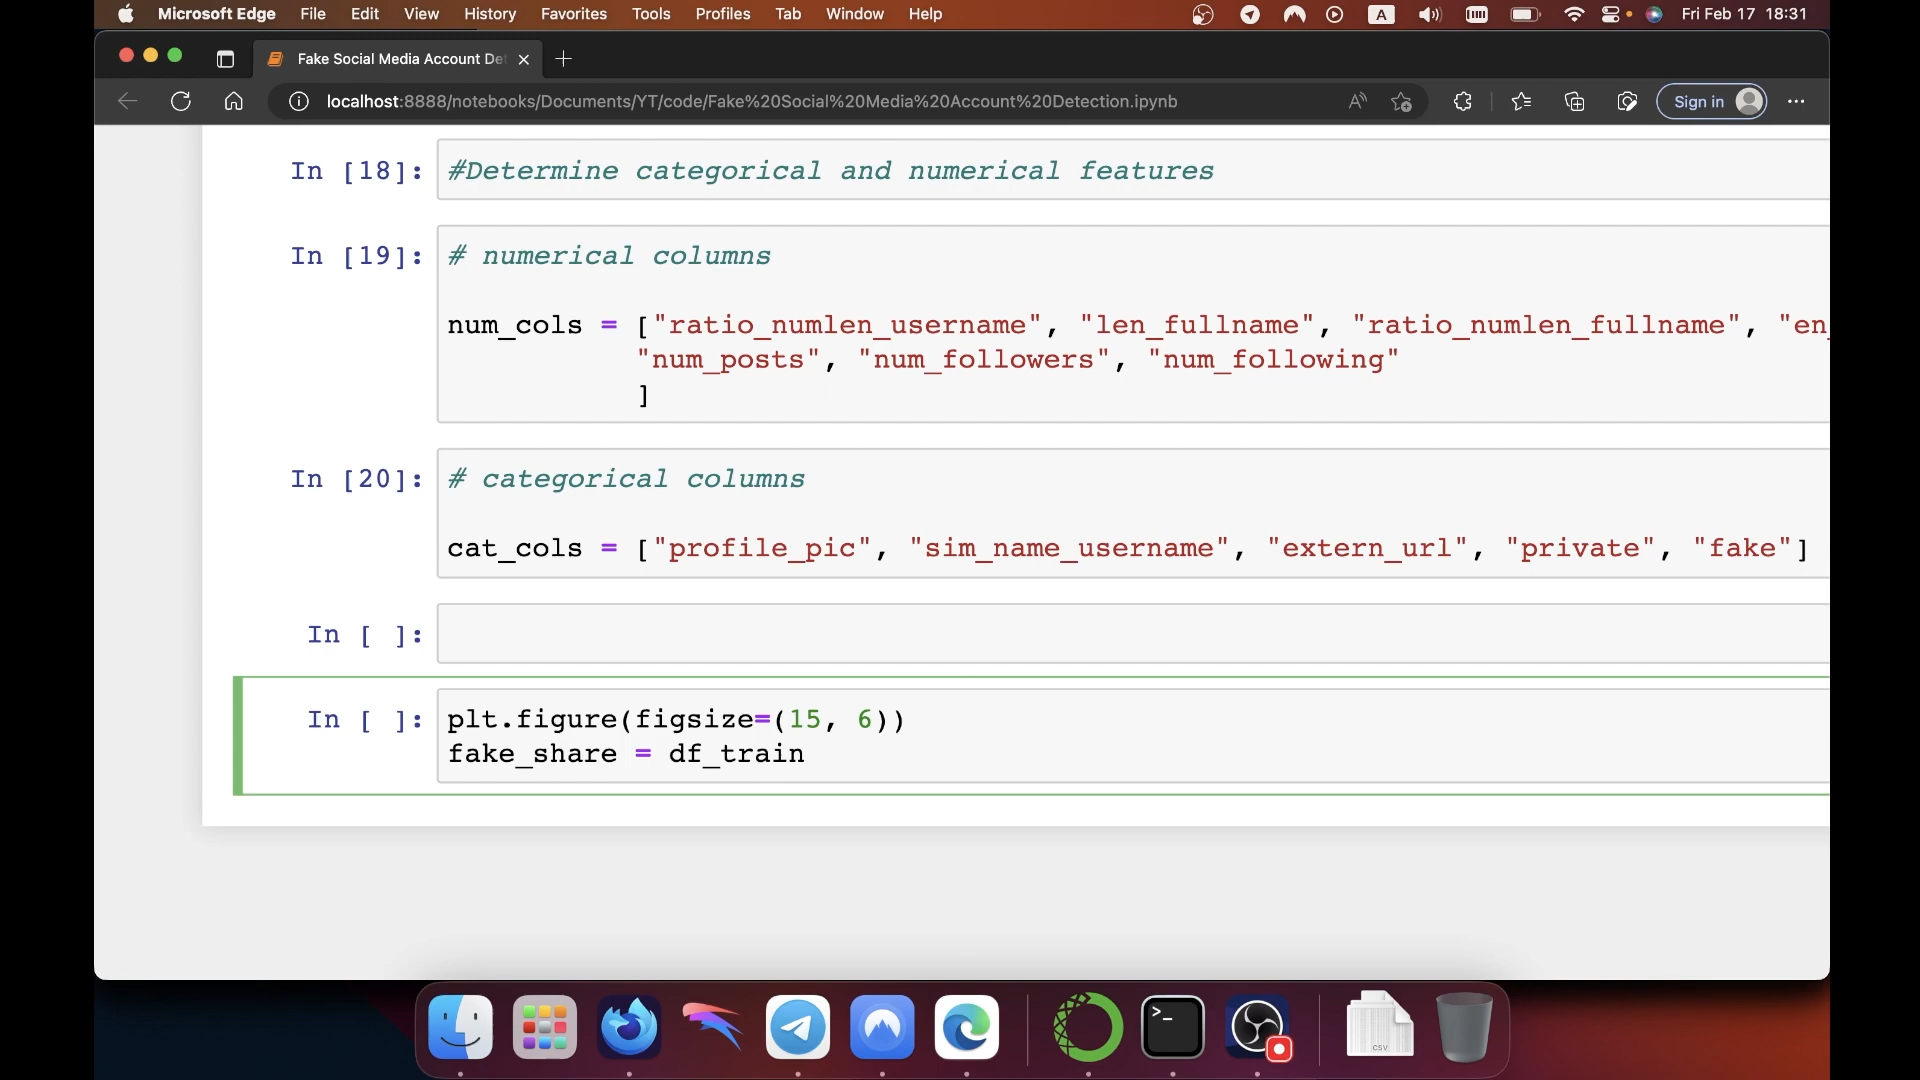 Microsoft Edge File Edit View History Favorites Tools Profiles Tab Window Help A Fri Feb 17 18:31
Fake Social Media Account De
localhost:8888/notebooks/Documents/YT/code/Fake%20Social%20Media%20Account%20Detection.ipynb Sign in
In [18]: #Determine categorical and numerical features
In [19]: # numerical columns
num_cols = ["ratio_numlen_username", "len_fullname", "ratio_numlen_fullname", "en_
"num_posts", "num_followers", "num_following"
]
In [20]: # categorical columns
cat_cols = ["profile_pic", "sim_name_username", "extern_url", "private", "fake"]
In [ ]:
In [ ]: plt.figure(figsize=(15, 6))
fake_share = df_train
CSV